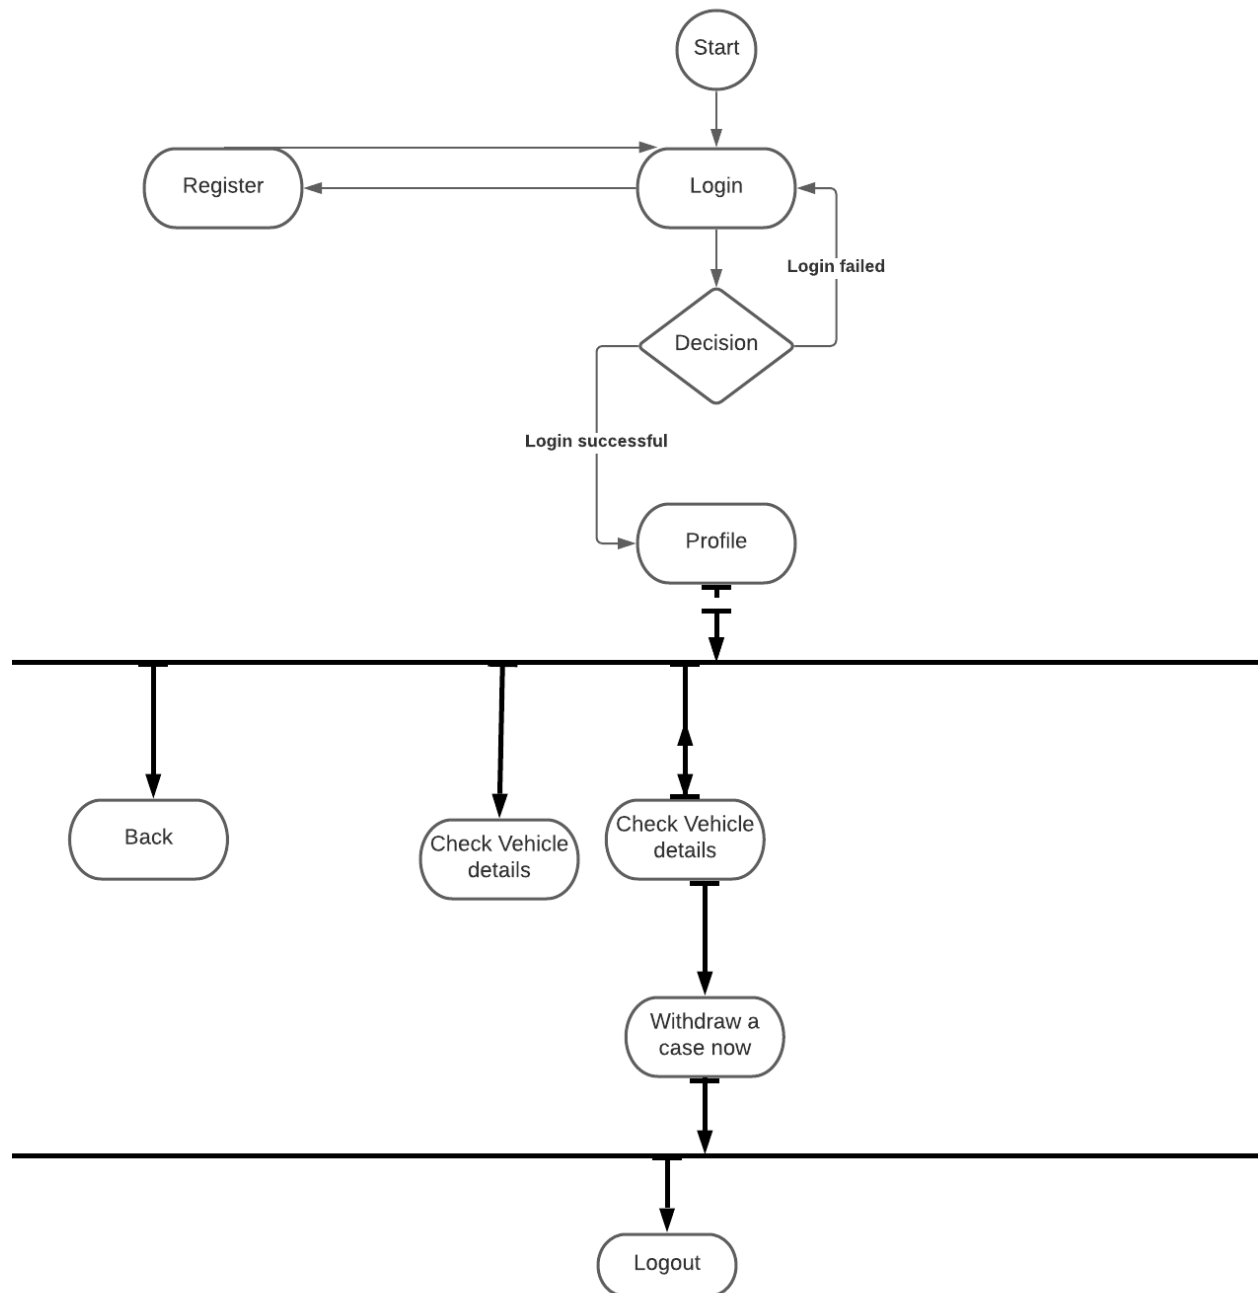 Start
Register
Login
Login failed
Decision
Login successful
Profile
Back
Check Vehicle
details
Check Vehicle
details
Withdraw a
case now
Logout